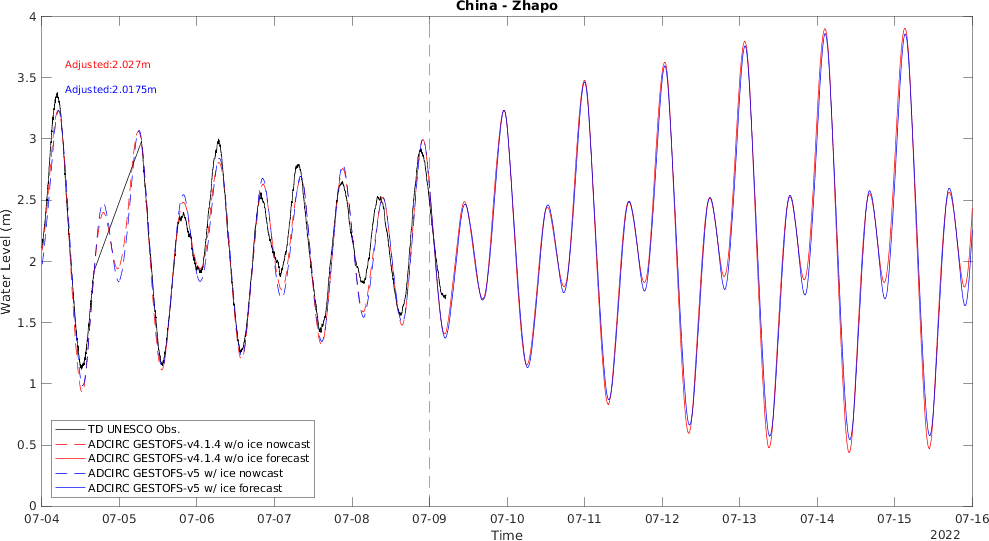 China - Zhapo
Adjusted:2.027m
Adjusted:2.0175m
Water Level (m)
4
3.5
3
2.5
2
1.5
1
0.5
0
TD UNESCO Obs.
ADCIRC GESTOFS-v4.1.4 w/o ice nowcast
ADCIRC GESTOFS-v4.1.4 w/o ice forecast
ADCIRC GESTOFS-v5 w/ ice nowcast
ADCIRC GESTOFS-v5 w/ ice forecast
07-04 07-05 07-06 07-07 07-08 07-09 07-10 07-11 07-12 07-13 07-14 07-15 07-16
Time
2022